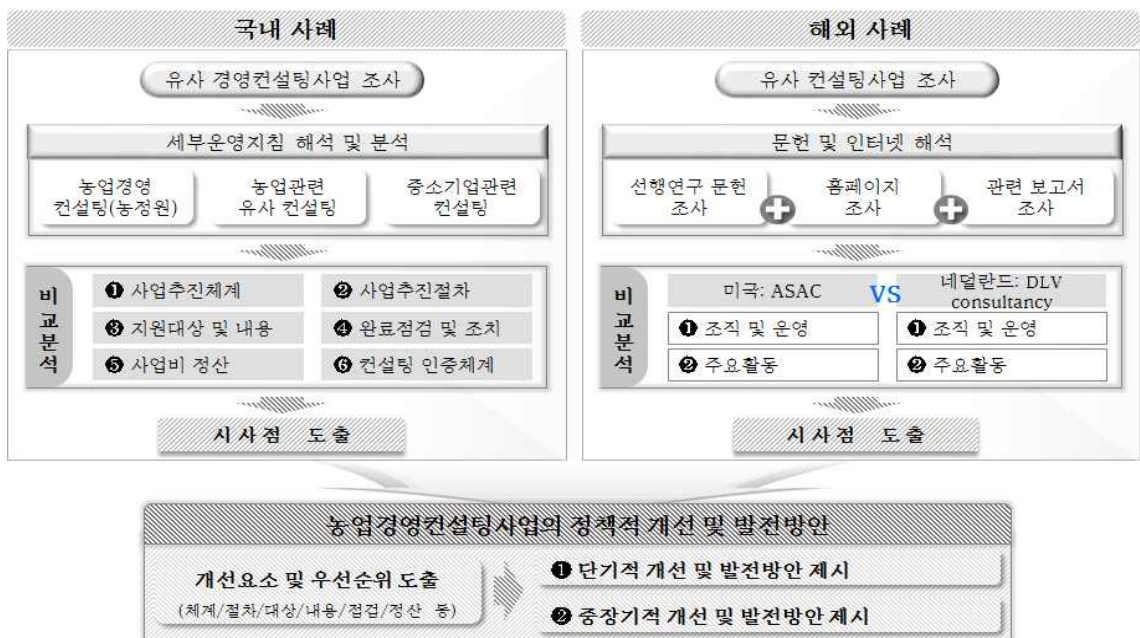 국내 사례
유사 경영컨설팅사업 조사
세부운영지침 해석 및 분석
농업경영
컨설팅(농정원)
농업관련
유사 컨설팅
중소기업관련
컨설팅
비교분석
❶ 사업추진체계
❷ 사업추진절차
❸ 지원대상 및 내용
❹ 완료점검 및 조치
❺ 사업비 정산
❻ 컨설팅 인증체계
시사점 도출
해외 사례
유사 컨설팅사업 조사
문헌 및 인터넷 해석
선행연구 문헌
조사
홈페이지
조사
관련 보고서
조사
비교분석
미국: ASAC
VS
네덜란드: DLV
consultancy
❶ 조직 및 운영
❶ 조직 및 운영
❷ 주요활동
❷ 주요활동
시사점 도출
농업경영컨설팅사업의 정책적 개선 및 발전방안
개선요소 및 우선순위 도출
(체계/절차/대상/내용/점검/정산 등)
❶ 단기적 개선 및 발전방안 제시
❷ 중장기적 개선 및 발전방안 제시